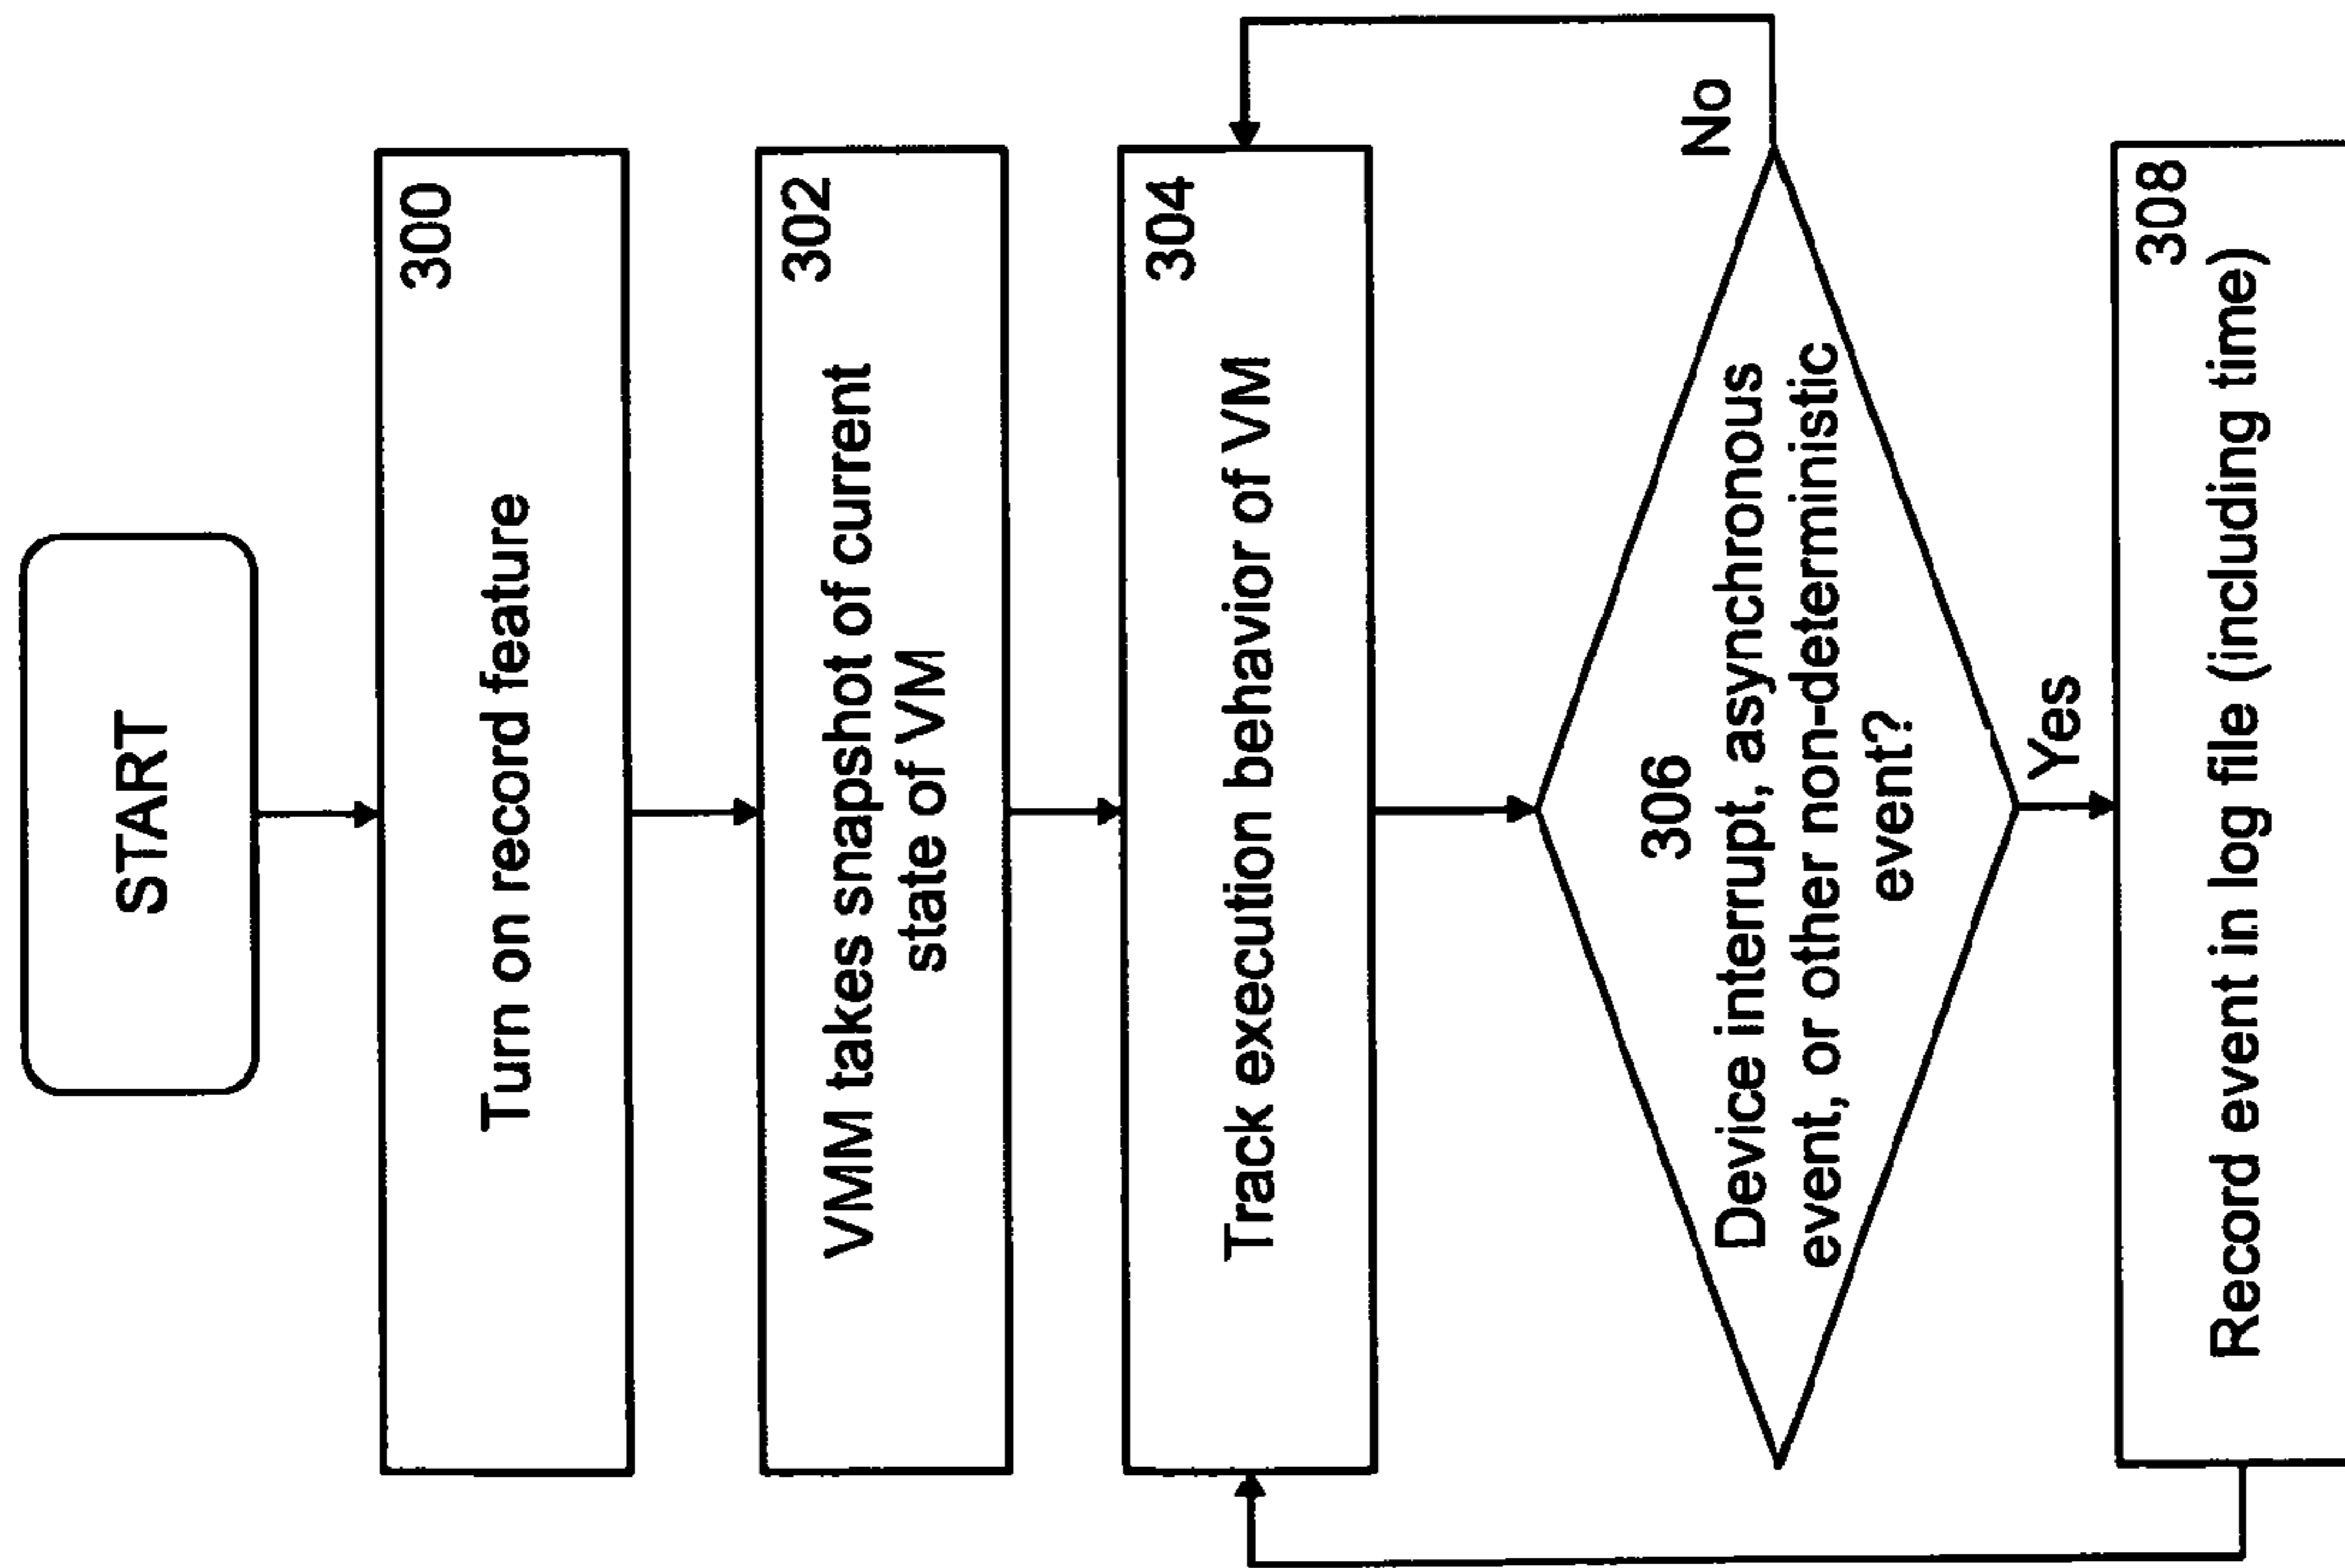 START
300
Turn on record feature
302
VMM takes snapshot of current
state of VM
304
Track execution behavior of VM
306
Device interrupt, asynchronous
event, or other non-deterministic
event?
No
Yes
308
Record event in log file (including time)